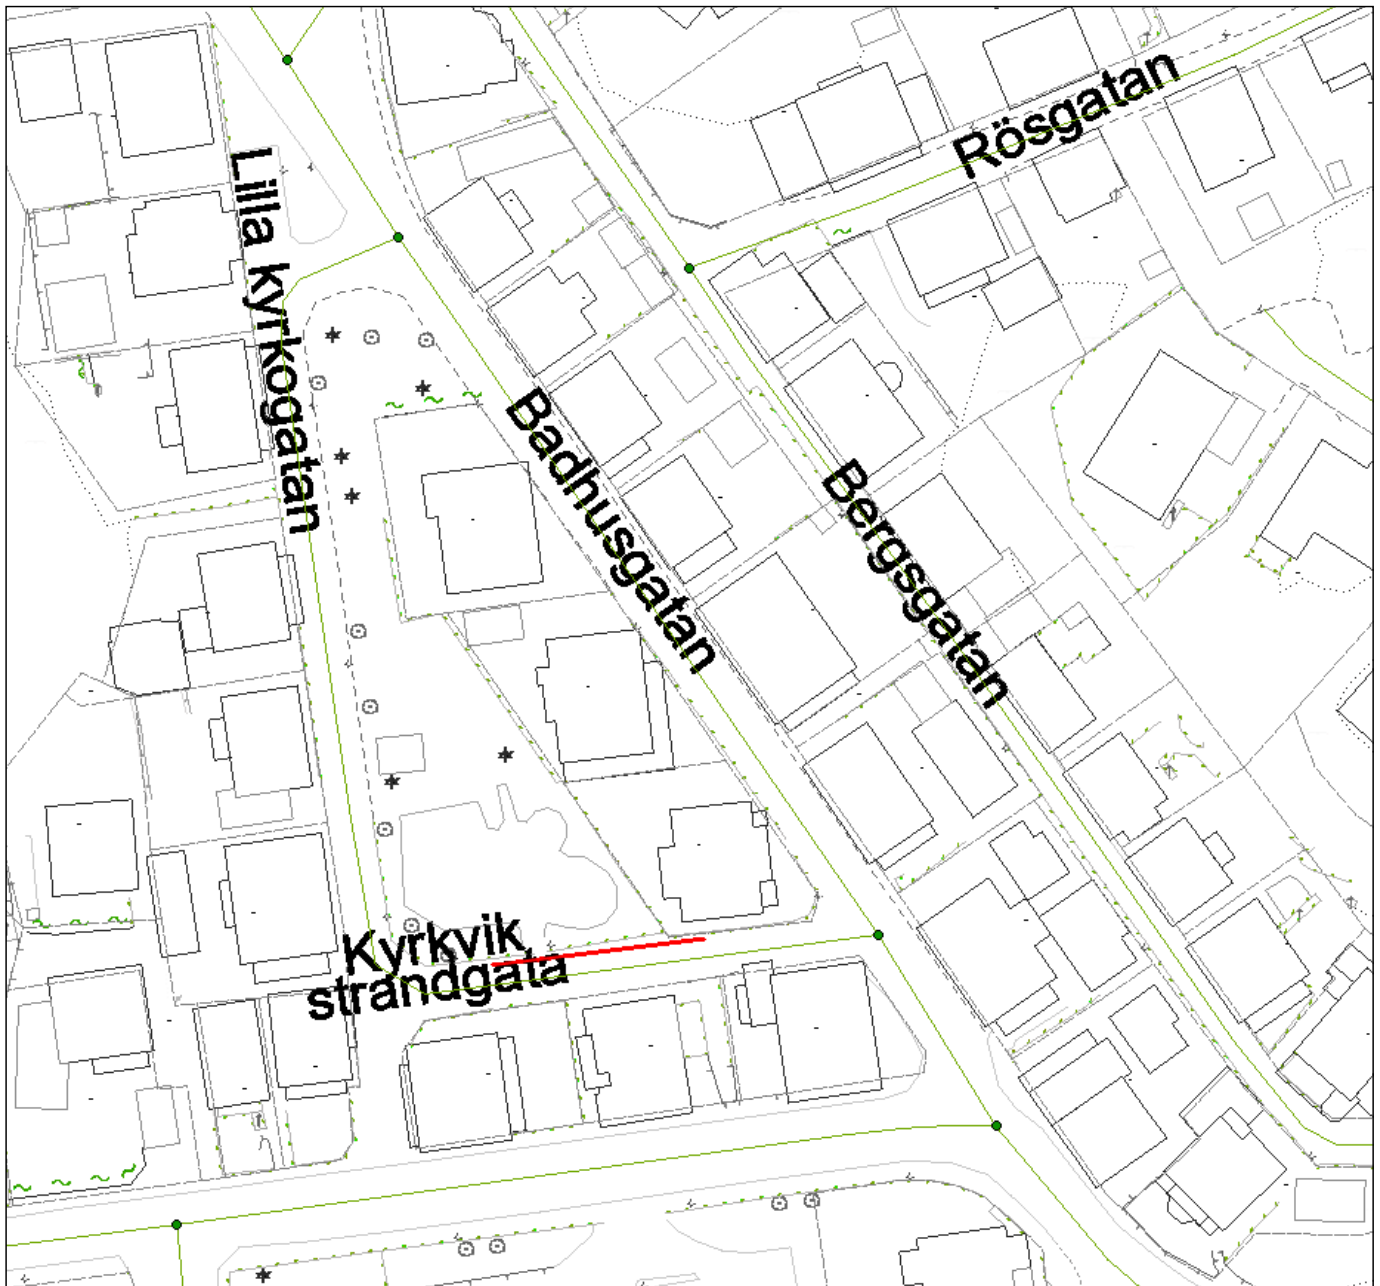 Rösgatan
Lilla kyrkogatan
Badhusgatan
Bergsgatan
Kyrkvik
strandgata